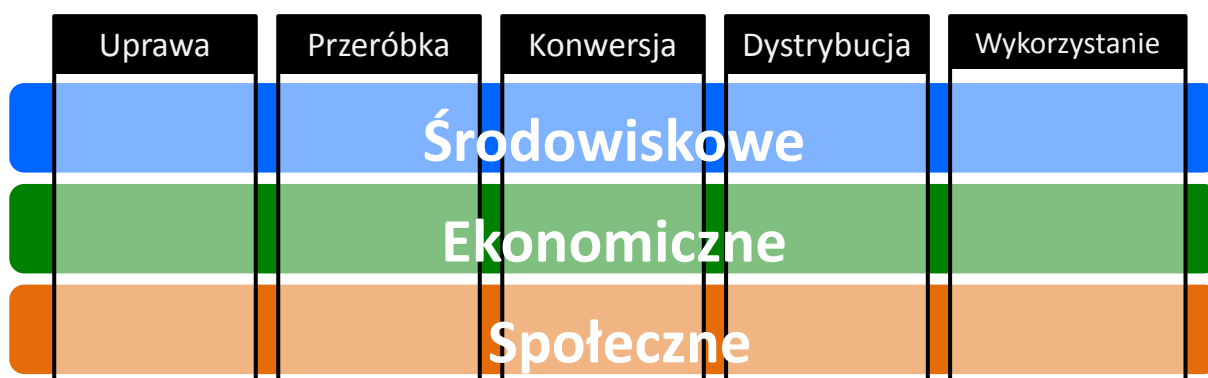 Uprawa
Przeróbka
Konwersja
Dystrybucja
Wykorzystanie
Środowiskowe
Ekonomiczne
Społeczne